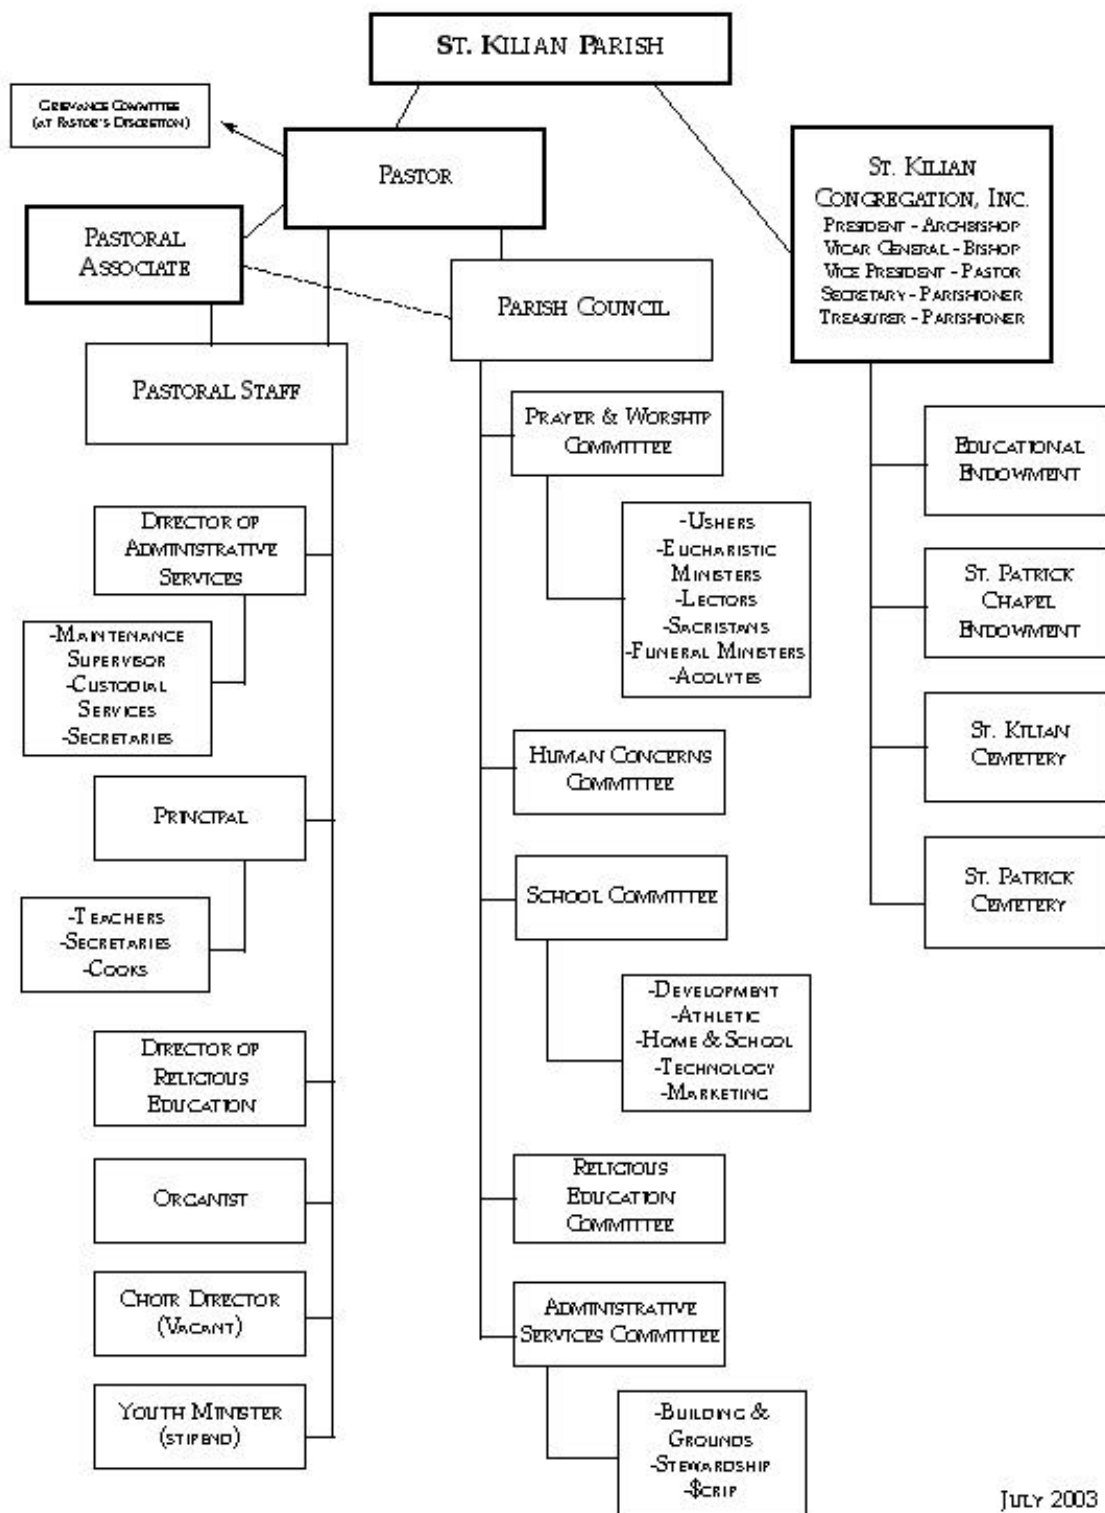 ST. KILIAN PARISH
GRIEVANCE COMMITTEE
(AT PASTOR'S DISCRETION)
PASTOR
ST. KILIAN
CONGREGATION, INC.
PRESIDENT - ARCHBISHOP
VICAR GENERAL - BISHOP
VICE PRESIDENT - PASTOR
SECRETARY - PARISHIONER
TREASURER - PARISHIONER
PASTORAL
ASSOCIATE
PARISH COUNCIL
PASTORAL STAFF
PRAYER & WORSHIP
COMMITTEE
-USHERS
-EUCHARISTIC
MINISTERS
-LECTORS
-SACRISTANS
-FUNERAL MINISTERS
-ACOLYTES
EDUCATIONAL
ENDOWMENT
ST. PATRICK
CHAPEL
ENDOWMENT
ST. KILIAN
CEMETERY
ST. PATRICK
CEMETERY
DIRECTOR OF
ADMINISTRATIVE
SERVICES
-MAINTENANCE
SUPERVISOR
-CUSTODIAL
SERVICES
-SECRETARIES
PRINCIPAL
-TEACHERS
-SECRETARIES
-COOKS
DIRECTOR OF
RELIGIOUS
EDUCATION
ORGANIST
CHOIR DIRECTOR
(VACANT)
YOUTH MINISTER
(STIPEND)
HUMAN CONCERNS
COMMITTEE
SCHOOL COMMITTEE
-DEVELOPMENT
-ATHLETIC
-HOME & SCHOOL
-TECHNOLOGY
-MARKETING
RELIGIOUS
EDUCATION
COMMITTEE
ADMINISTRATIVE
SERVICES COMMITTEE
-BUILDING &
GROUNDS
-STEWARDSHIP
-$CRIP
JULY 2003